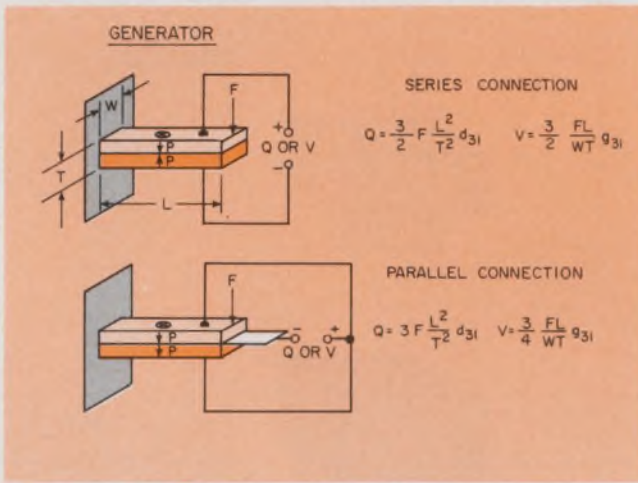 GENERATOR
W
F
+
Q OR V
−
P
P
T
L
SERIES CONNECTION
Q = 3/2 F L²/T² d₃₁ V = 3/2 FL/WT g₃₁
F
− +
Q OR V
P
P
PARALLEL CONNECTION
Q = 3 F L²/T² d₃₁ V = 3/4 FL/WT g₃₁